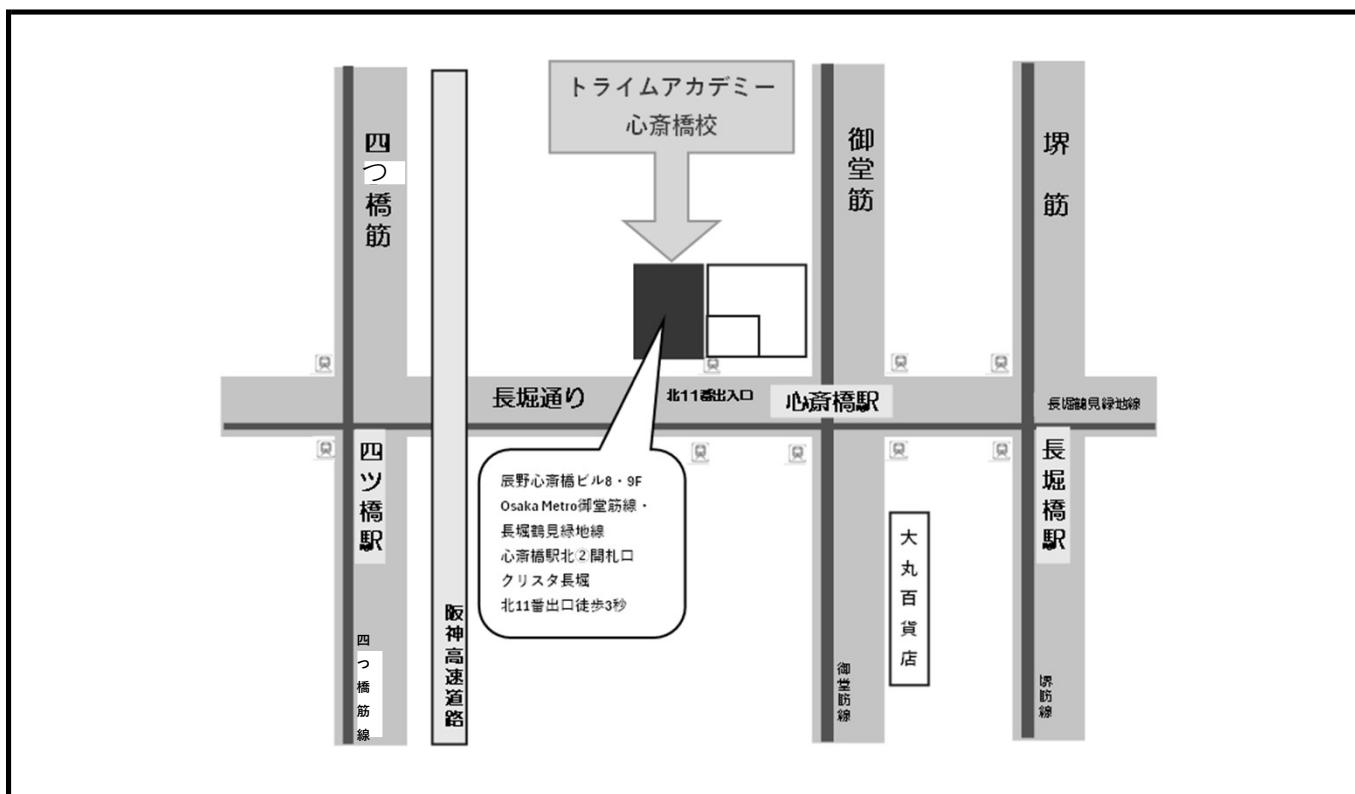 トライムアカデミー
心斎橋校
四つ橋筋
御堂筋
堺筋
長堀通り
北11番出入口
心斎橋駅
長堀鶴見緑地線
四ツ橋駅
長堀橋駅
辰野心斎橋ビル8・9F
Osaka Metro御堂筋線・
長堀鶴見緑地線
心斎橋駅北②開札口
クリスタ長堀
北11番出口徒歩3秒
大丸百貨店
阪神高速道路
四つ橋筋線
御堂筋線
堺筋線